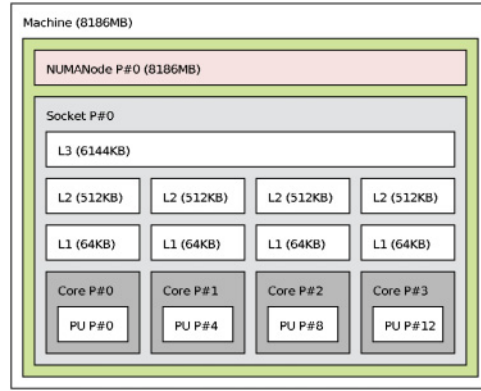 Machine (8186MB)
NUMANode P#0 (8186MB)
Socket P#0
L3 (6144KB)
L2 (512KB) L2 (512KB) L2 (512KB) L2 (512KB)
L1 (64KB) L1 (64KB) L1 (64KB) L1 (64KB)
Core P#0 Core P#1 Core P#2 Core P#3
PU P#0 PU P#4 PU P#8 PU P#12